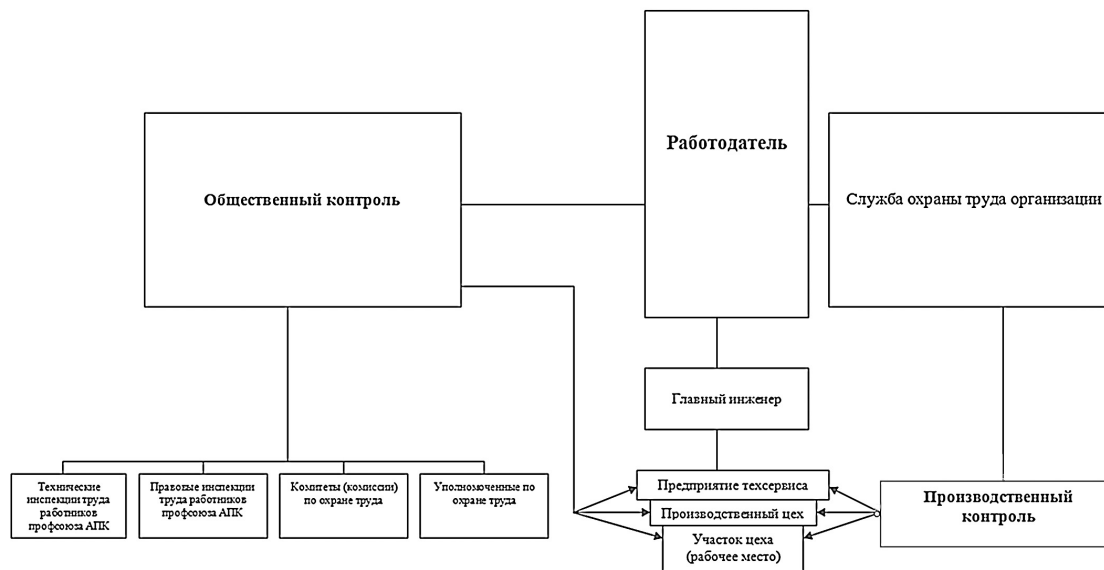 Работодатель
Общественный контроль
Служба охраны труда организации
Главный инженер
Технические
инспекции труда
работников
профсоюза АПК
Правовые инспекции
труда работников
профсоюза АПК
Комитеты (комиссии)
по охране труда
Уполномоченные по
охране труда
Предприятие техсервиса
Производственный цех
Участок цеха
(рабочее место)
Производственный
контроль